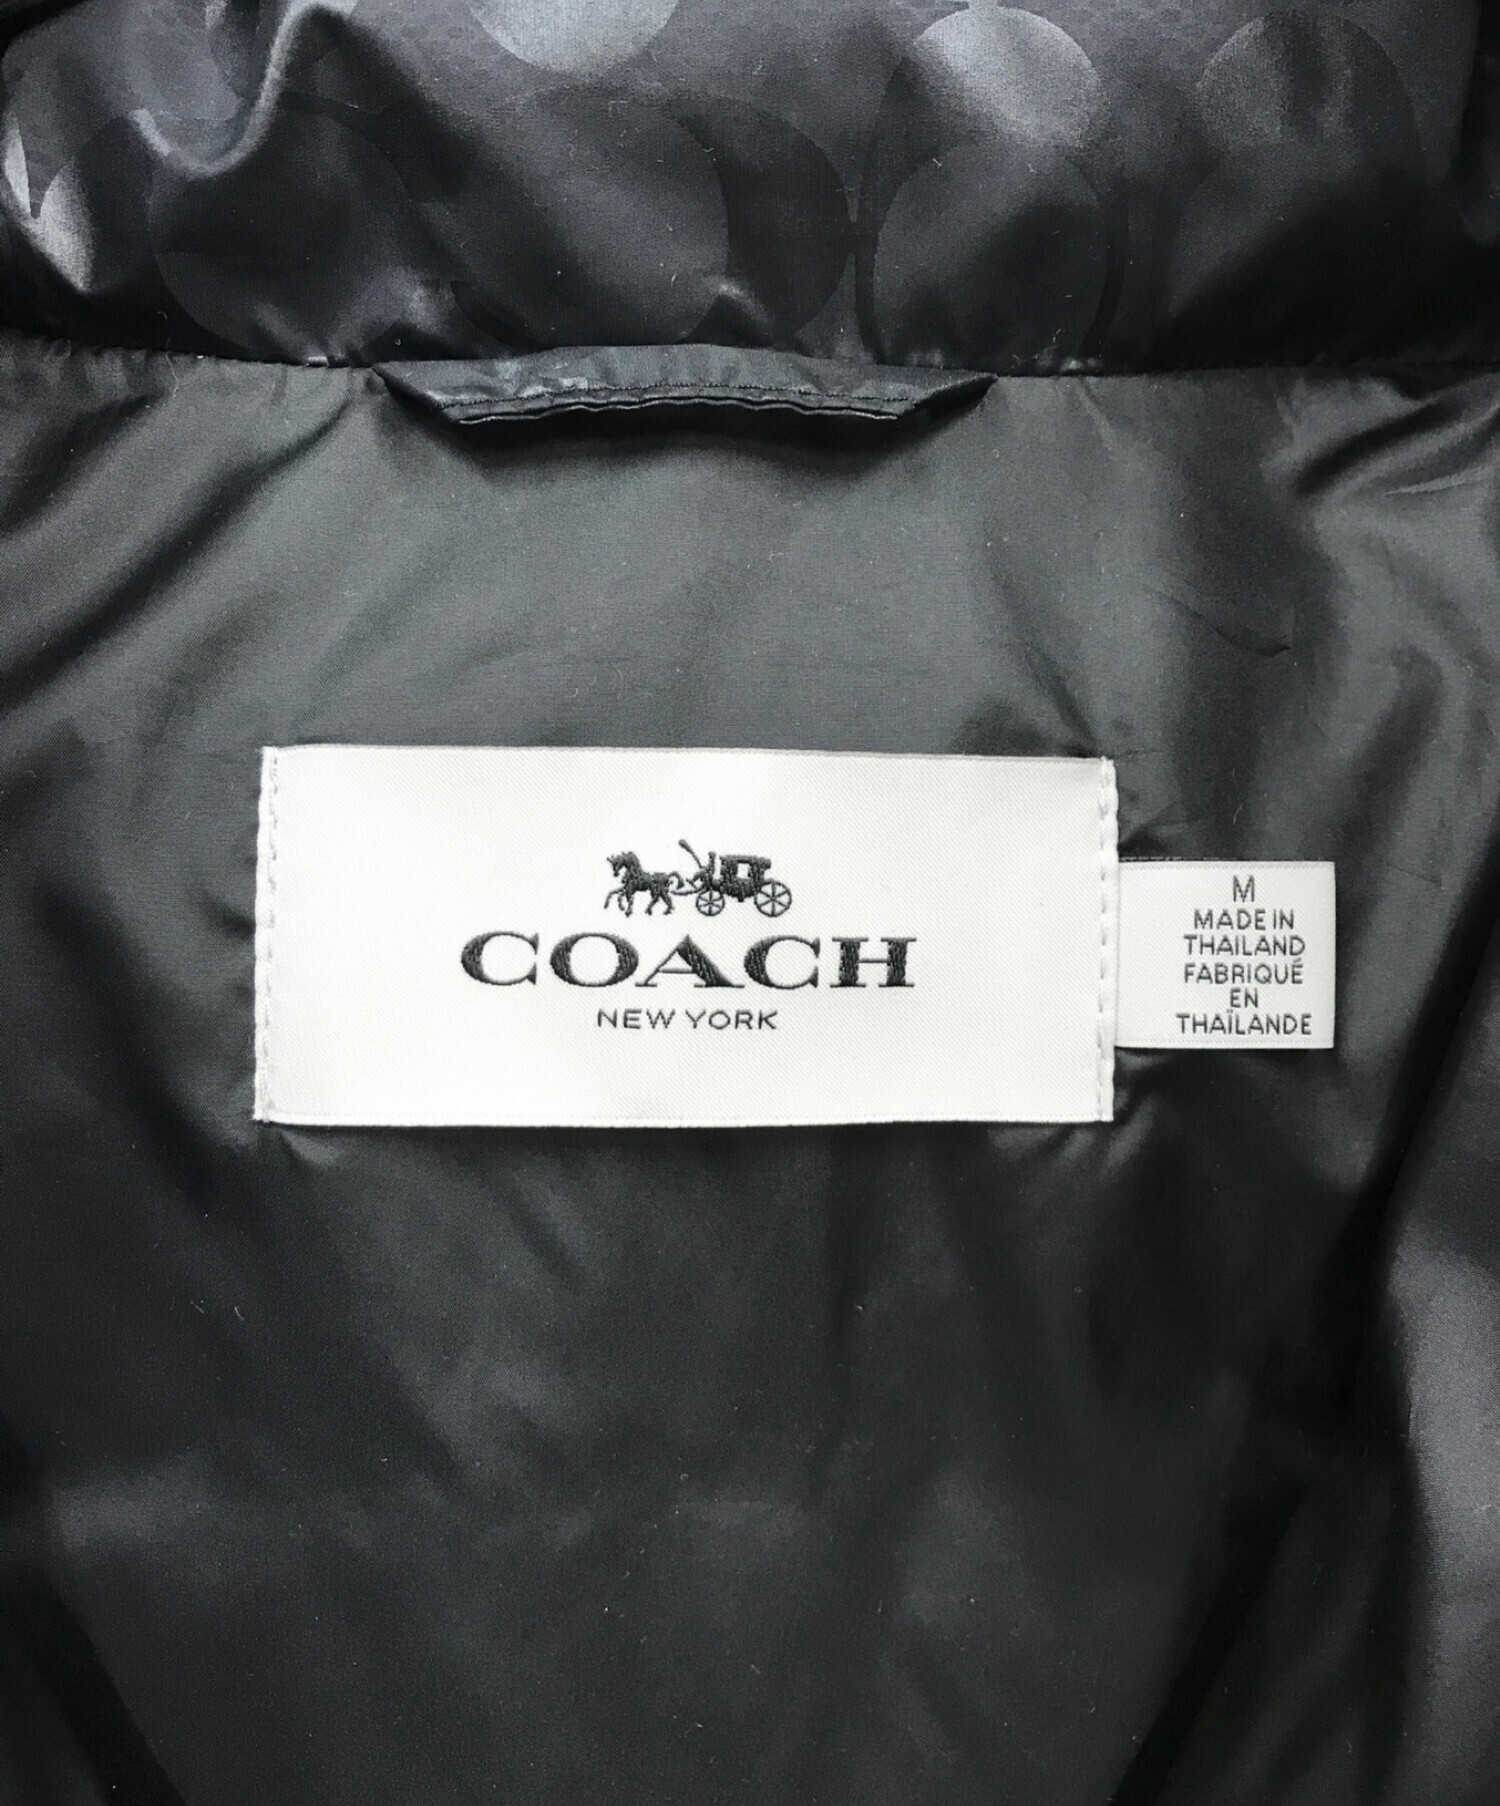 COACH
NEW YORK
M
MADE IN
THAILAND
FABRIQUÉ
EN
THAÏLANDE